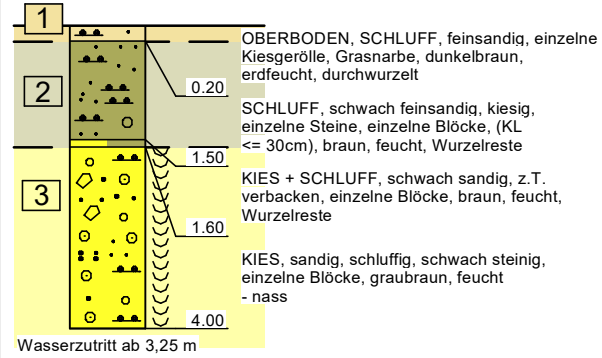 1
OBERBODEN, SCHLUFF, feinsandig, einzelne
Kiesgerölle, Grasnarbe, dunkelbraun,
erdfeucht, durchwurzelt
0.20
2
SCHLUFF, schwach feinsandig, kiesig,
einzelne Steine, einzelne Blöcke, (KL
<= 30cm), braun, feucht, Wurzelreste
1.50
3
KIES + SCHLUFF, schwach sandig, z.T.
verbacken, einzelne Blöcke, braun, feucht,
Wurzelreste
1.60
KIES, sandig, schluffig, schwach steinig,
einzelne Blöcke, graubraun, feucht
- nass
4.00
Wasserzutritt ab 3,25 m